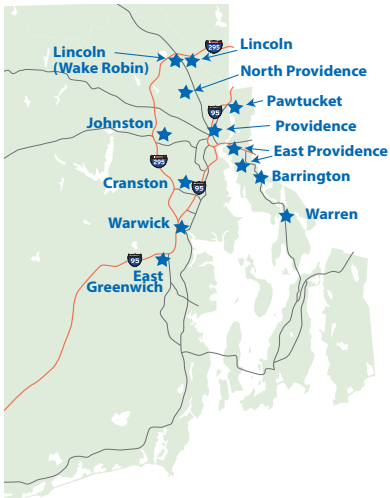 Lincoln
(Wake Robin)
295
Lincoln
North Providence
Pawtucket
95
Johnston
Providence
East Providence
295
Cranston
95
Barrington
Warwick
Warren
95
East
Greenwich